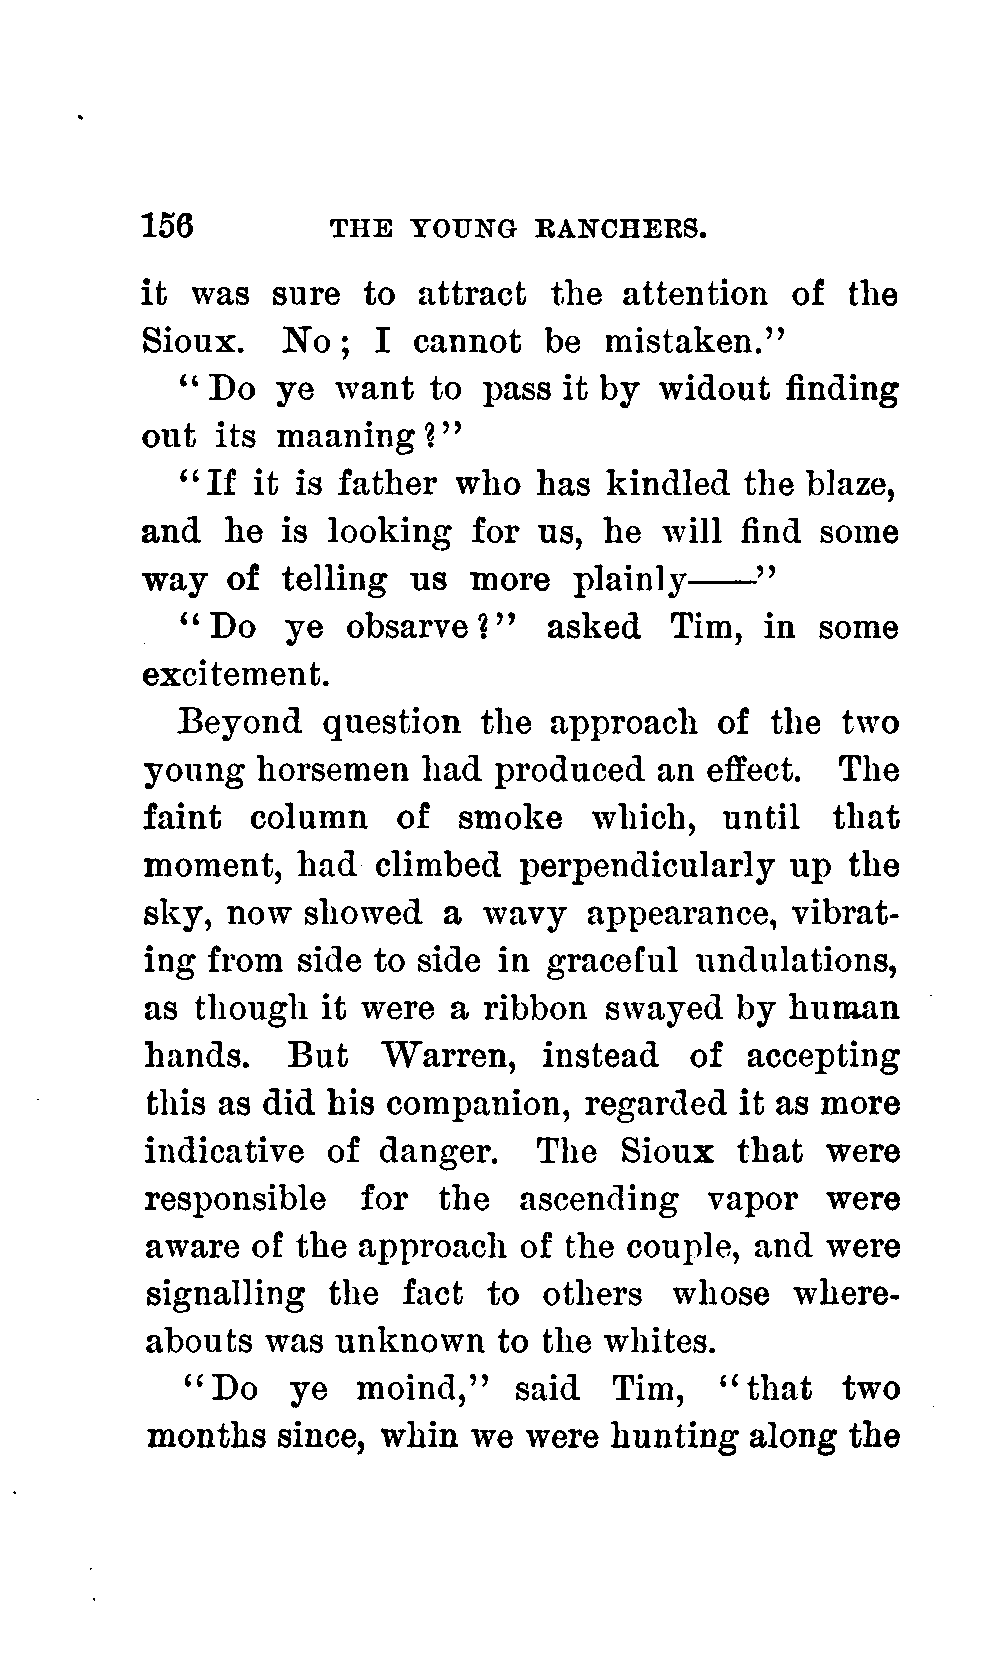 156 THE YOUNG RANCHERS.
it was sure to attract the attention of the
Sioux. No; I cannot be mistaken."
"Do ye want to pass it by widout finding
out its maaning?"
"If it is father who has kindled the blaze,
and he is looking for us, he will find some
way of telling us more plainly——"
"Do ye obsarve?" asked Tim, in some
excitement.
Beyond question the approach of the two
young horsemen had produced an effect. The
faint column of smoke which, until that
moment, had climbed perpendicularly up the
sky, now showed a wavy appearance, vibrat-
ing from side to side in graceful undulations,
as though it were a ribbon swayed by human
hands. But Warren, instead of accepting
this as did his companion, regarded it as more
indicative of danger. The Sioux that were
responsible for the ascending vapor were
aware of the approach of the couple, and were
signalling the fact to others whose where-
abouts was unknown to the whites.
"Do ye moind," said Tim, "that two
months since, whin we were hunting along the